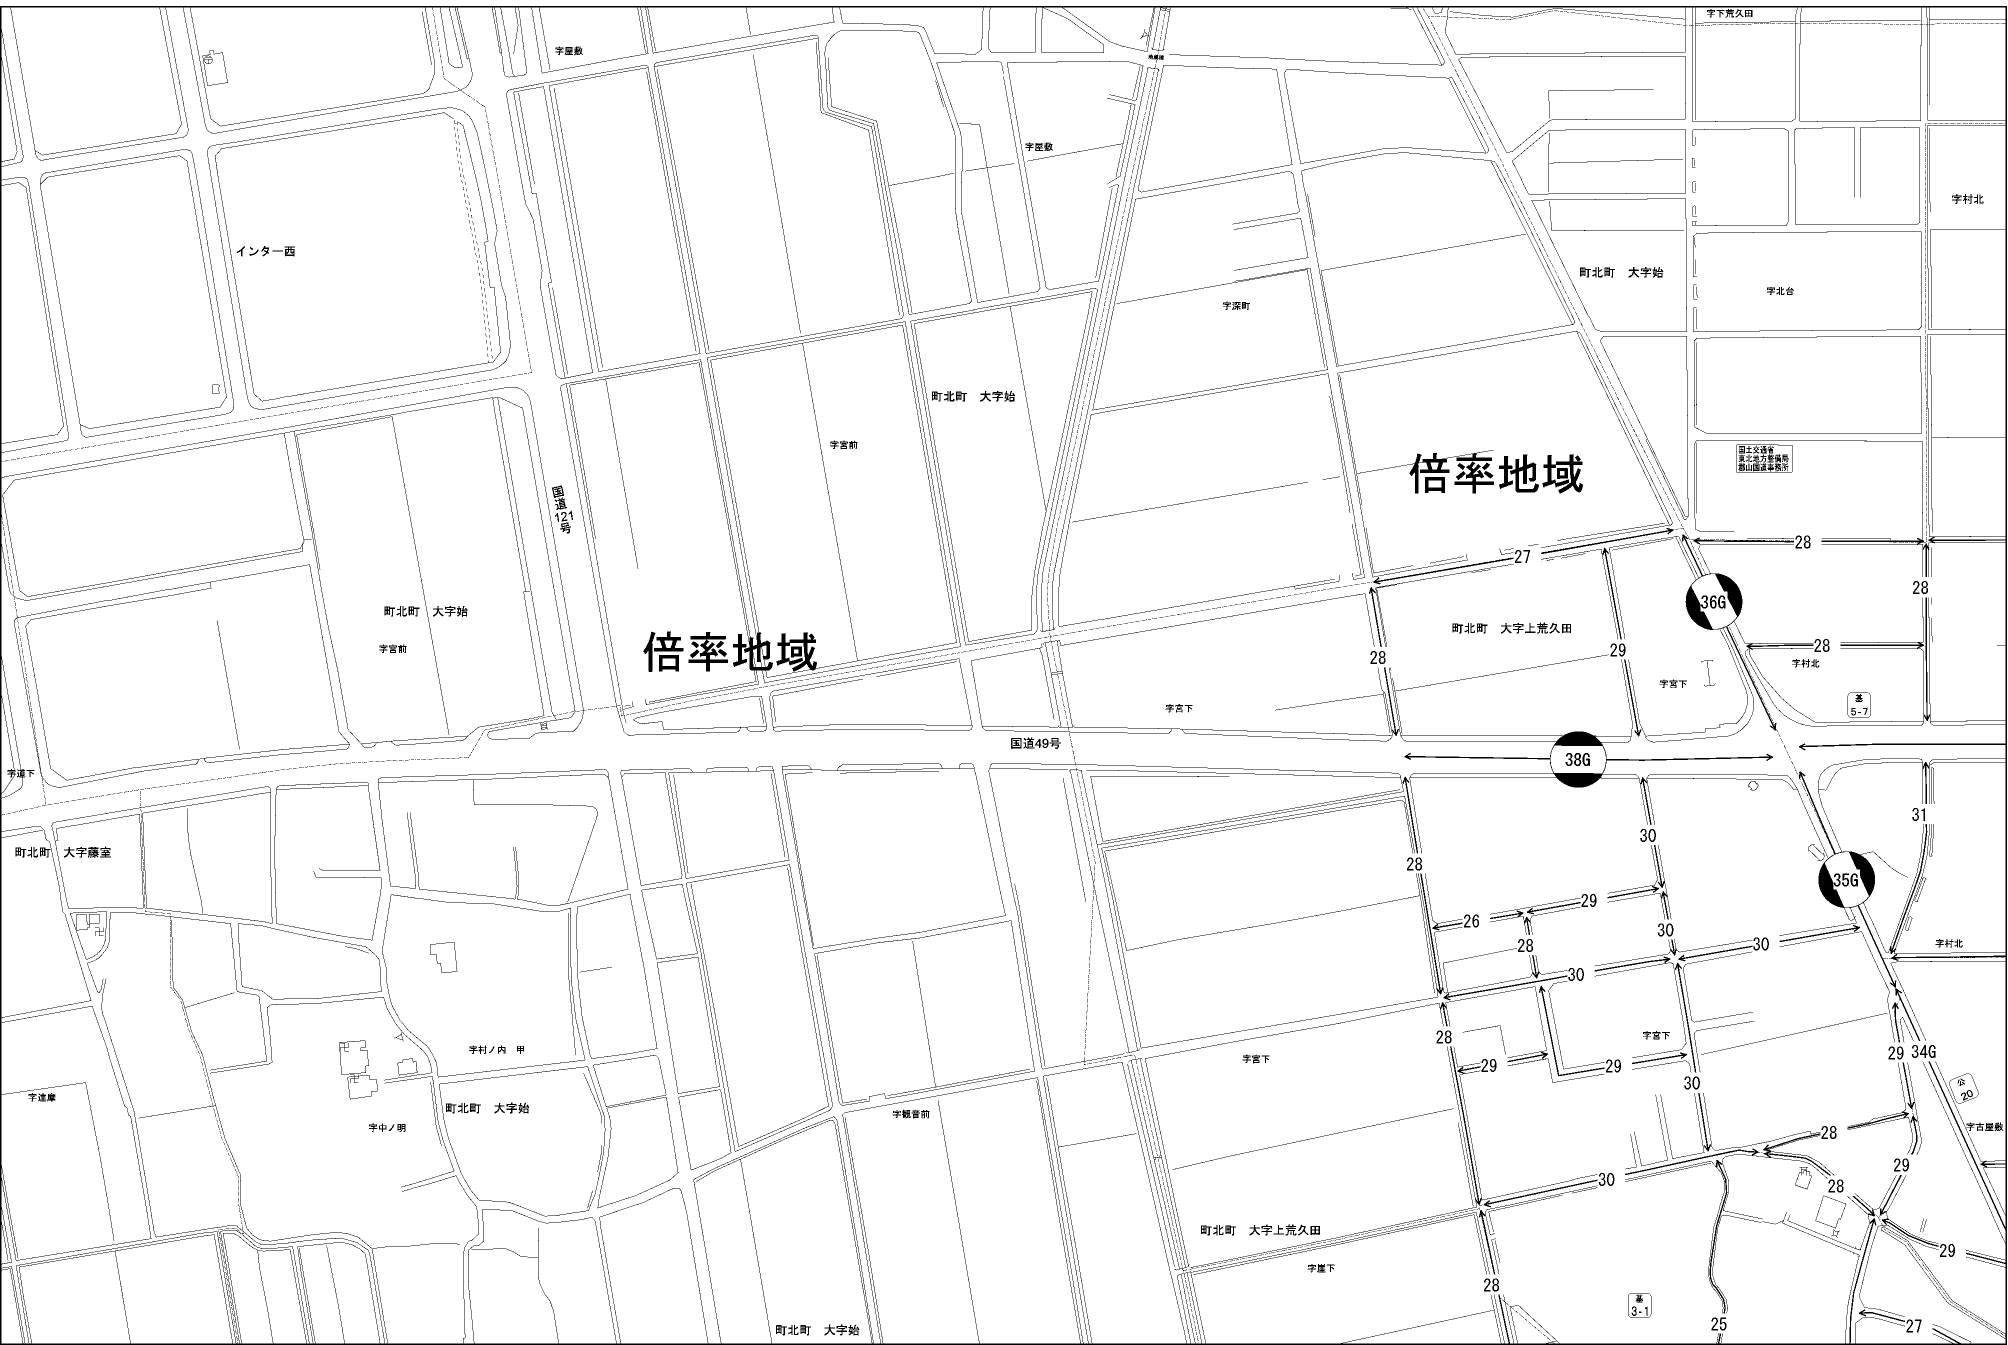 字下荒久田
字屋敷
字屋敷
字村北
インター西
町北町　大字始
字北台
字深町
町北町　大字始
字宮前
国土交通省
東北地方整備局
郡山国道事務所
倍率地域
国道121号
28
27
28
36G
町北町　大字始
町北町　大字上荒久田
字宮前
倍率地域
28
29
28
字村北
字宮下
基
5-7
字宮下
国道49号
38G
字道下
31
30
町北町　大字藤室
28
35G
26
29
30
28
30
字村北
30
28
字宮下
字村ノ内　甲
字宮下
29
34G
29
29
30
公
20
字達摩
町北町　大字始
字観音前
字中ノ明
28
字古屋敷
29
30
28
町北町　大字上荒久田
29
字崖下
28
基
3-1
25
27
町北町　大字始